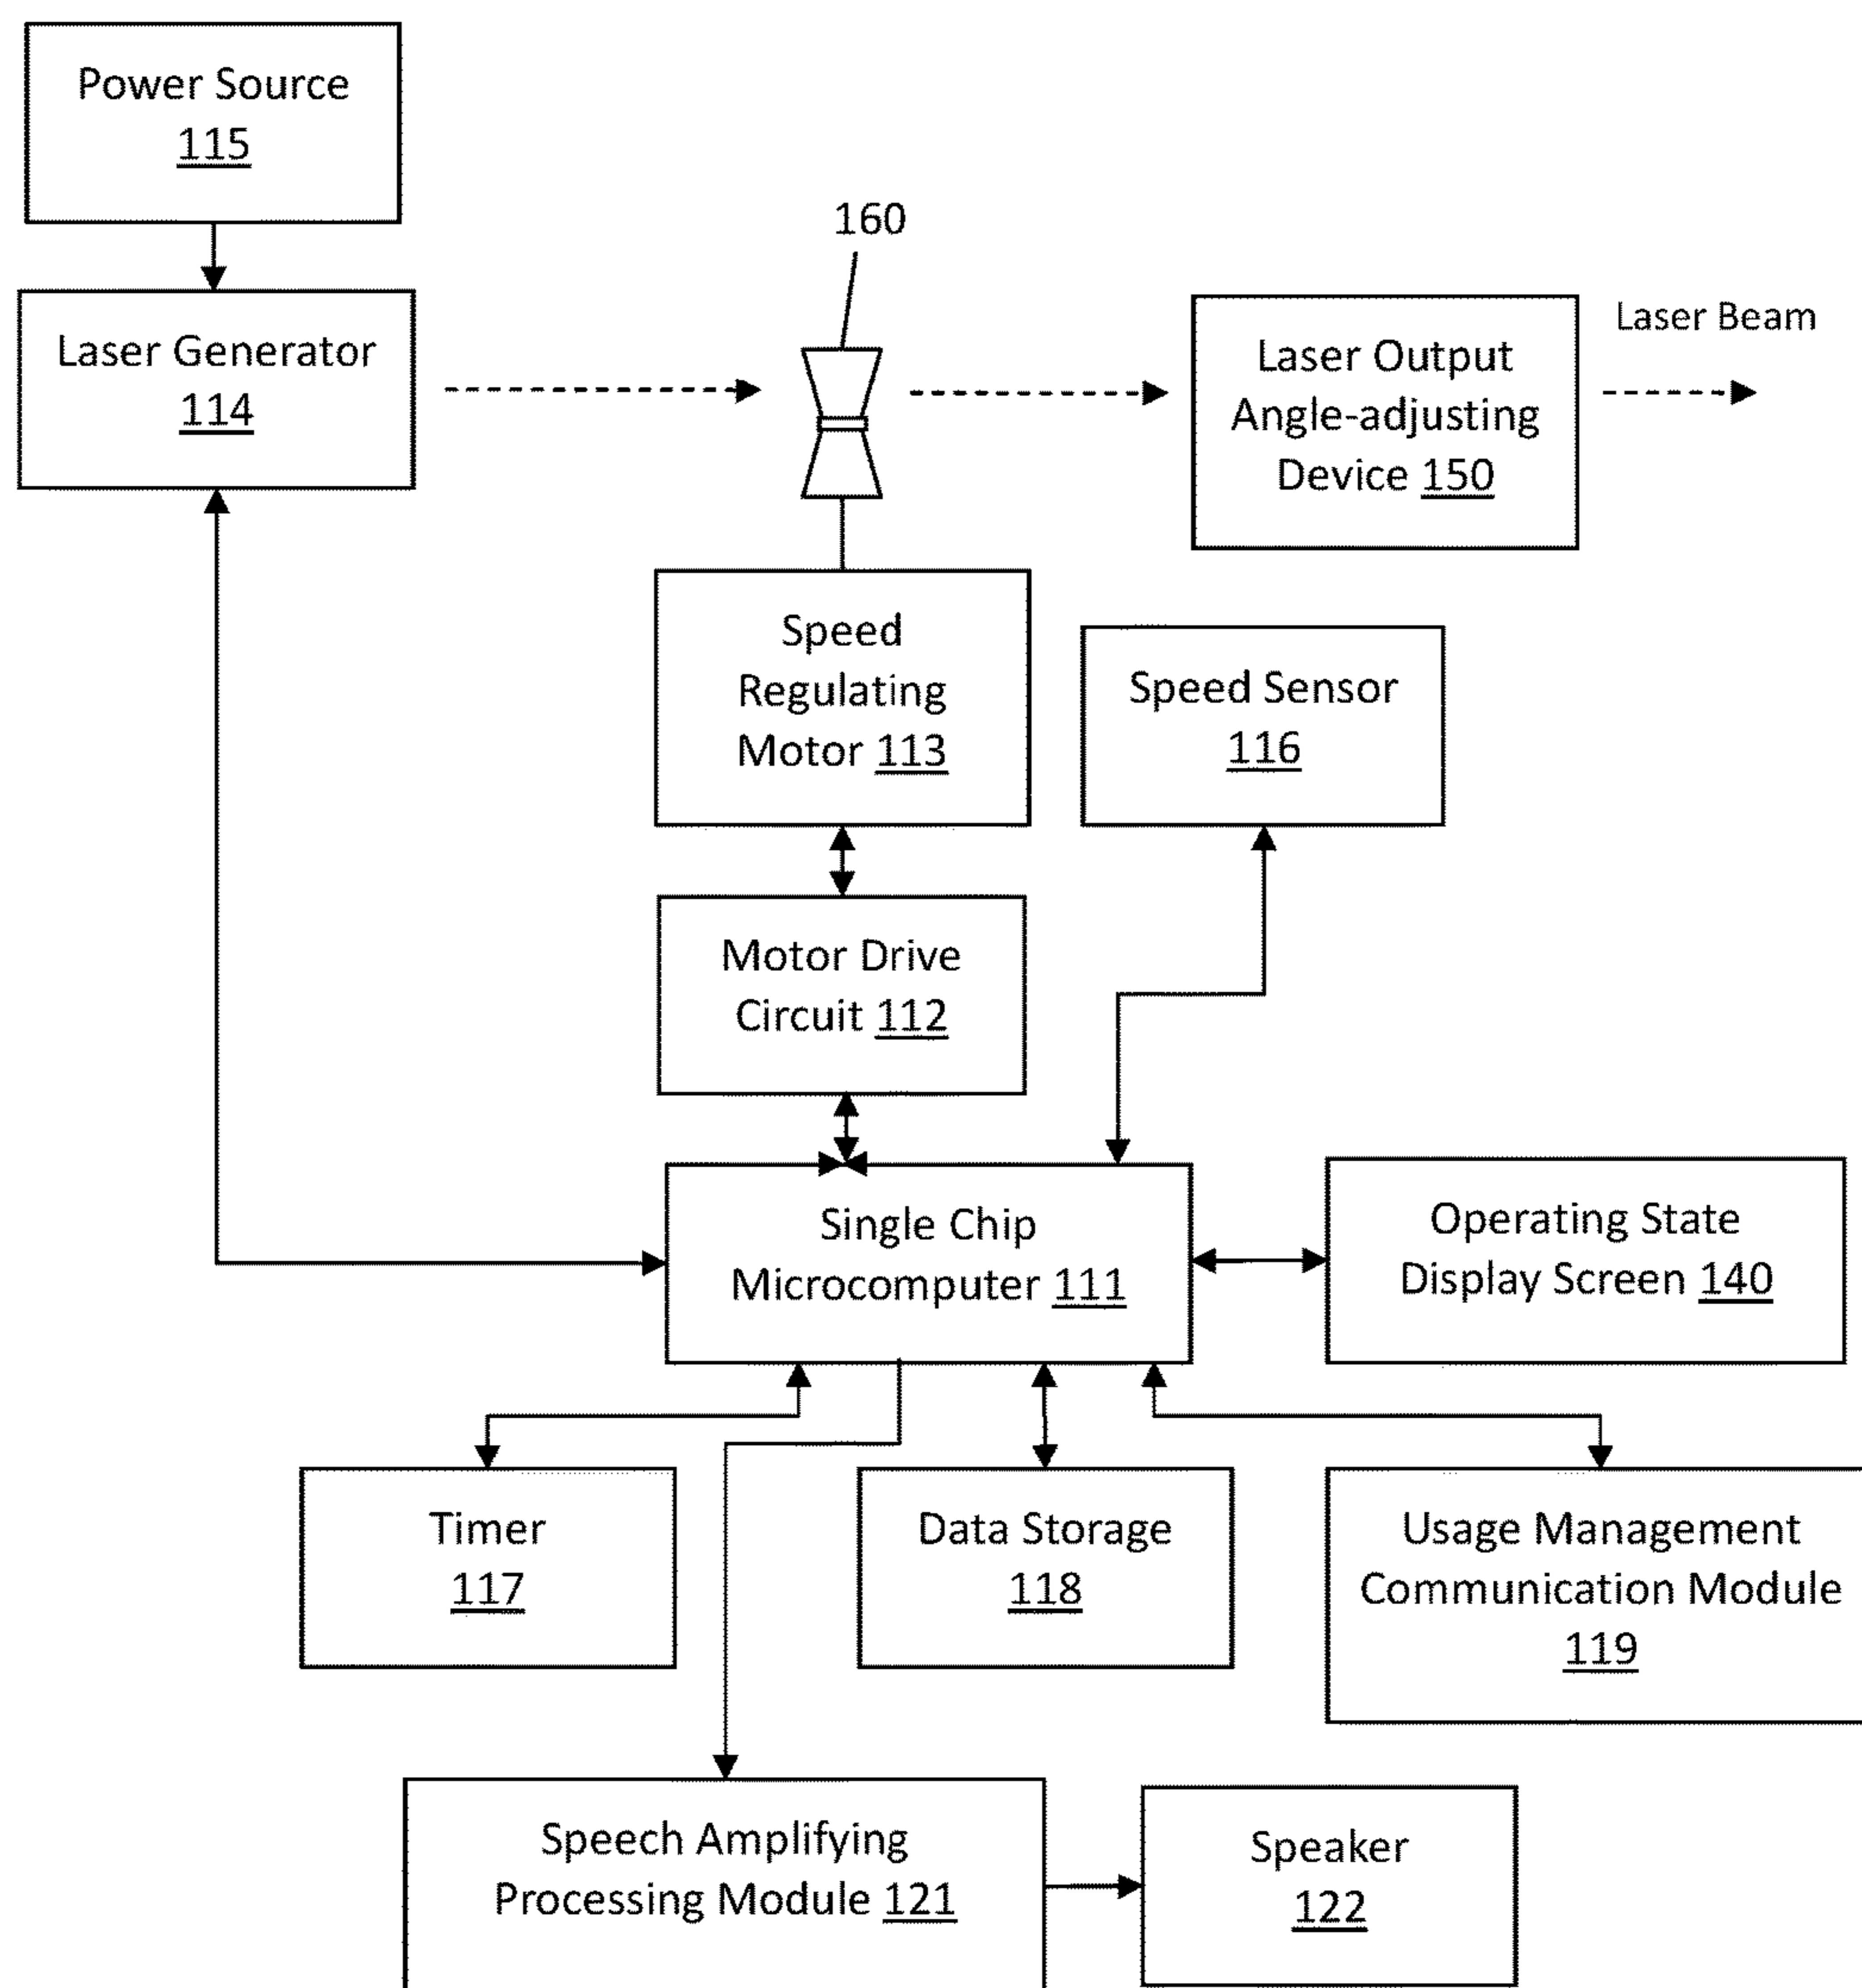 Power Source
115
160
Laser Generator
114
Laser Output
Angle-adjusting
Device 150
Laser Beam
Speed
Regulating
Motor 113
Speed Sensor
116
Motor Drive
Circuit 112
Single Chip
Microcomputer 111
Operating State
Display Screen 140
Timer
117
Data Storage
118
Usage Management
Communication Module
119
Speech Amplifying
Processing Module 121
Speaker
122